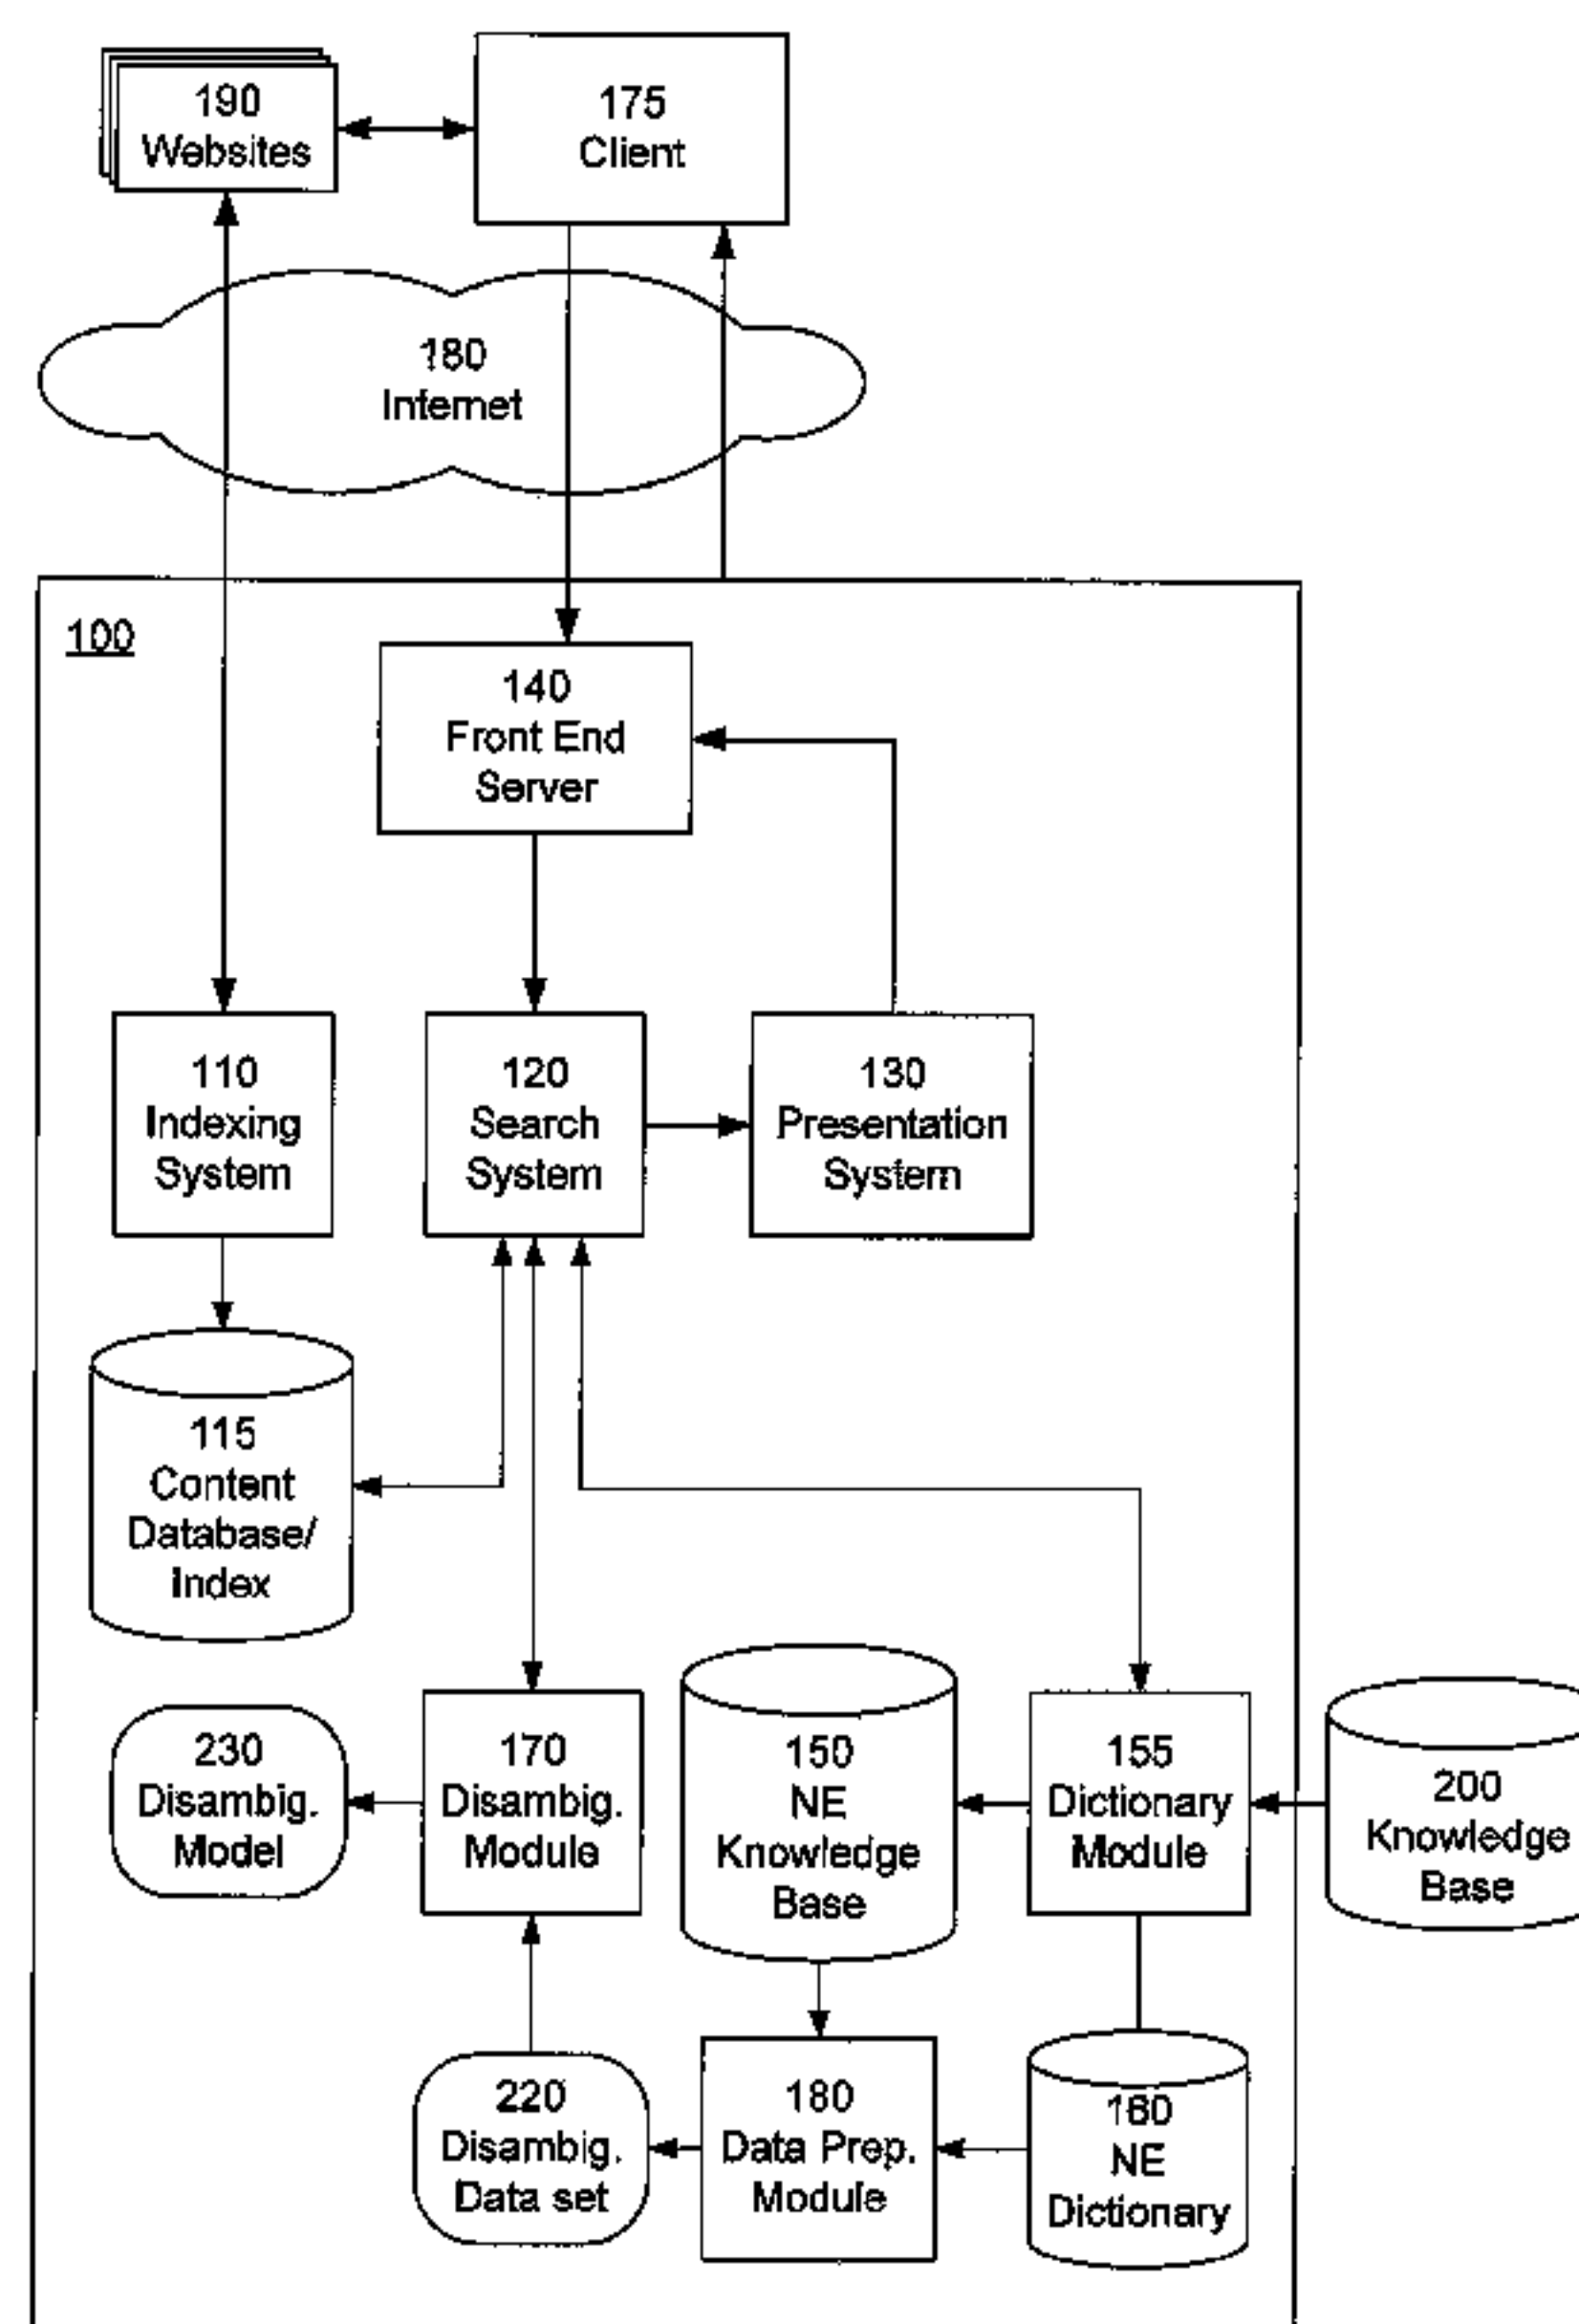 190
Websites
175
Client
180
Internet
100
140
Front End
Server
110
Indexing
System
120
Search
System
130
Presentation
System
115
Content
Database/
Index
230
Disambig.
Model
170
Disambig.
Module
150
NE
Knowledge
Base
155
Dictionary
Module
200
Knowledge
Base
220
Disambig.
Data set
180
Data Prep.
Module
160
NE
Dictionary